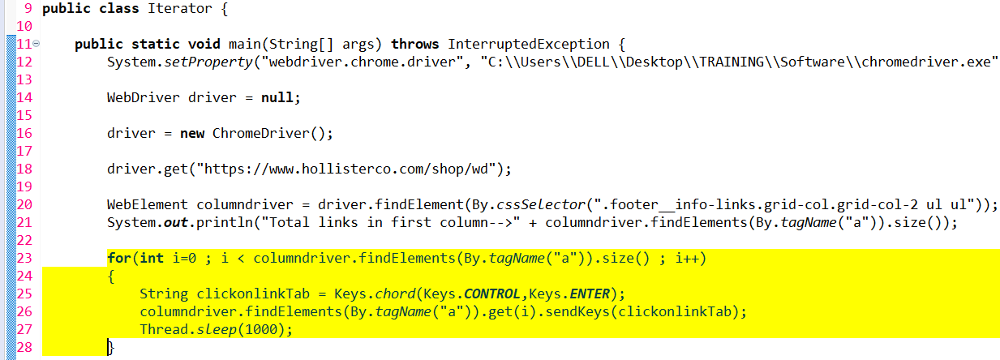 9 public class Iterator {
10
11 public static void main(String[] args) throws InterruptedException {
12 System.setProperty("webdriver.chrome.driver", "C:\\Users\\DELL\\Desktop\\TRAINING\\Software\\chromedriver.exe"
13
14 WebDriver driver = null;
15
16 driver = new ChromeDriver();
17
18 driver.get("https://www.hollisterco.com/shop/wd");
19
20 WebElement columndriver = driver.findElement(By.cssSelector(".footer__info-links.grid-col.grid-col-2 ul ul"));
21 System.out.println("Total links in first column-->" + columndriver.findElements(By.tagName("a")).size());
22
23 for(int i=0 ; i < columndriver.findElements(By.tagName("a")).size() ; i++)
24 {
25 String clickonlinkTab = Keys.chord(Keys.CONTROL,Keys.ENTER);
26 columndriver.findElements(By.tagName("a")).get(i).sendKeys(clickonlinkTab);
27 Thread.sleep(1000);
28 }